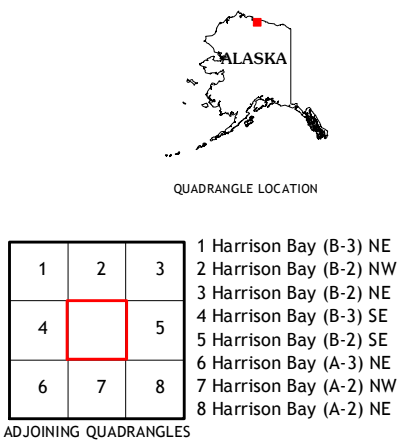 ALASKA
QUADRANGLE LOCATION
1 2 3
4 5
6 7 8
ADJOINING QUADRANGLES
1 Harrison Bay (B-3) NE
2 Harrison Bay (B-2) NW
3 Harrison Bay (B-2) NE
4 Harrison Bay (B-3) SE
5 Harrison Bay (B-2) SE
6 Harrison Bay (A-3) NE
7 Harrison Bay (A-2) NW
8 Harrison Bay (A-2) NE